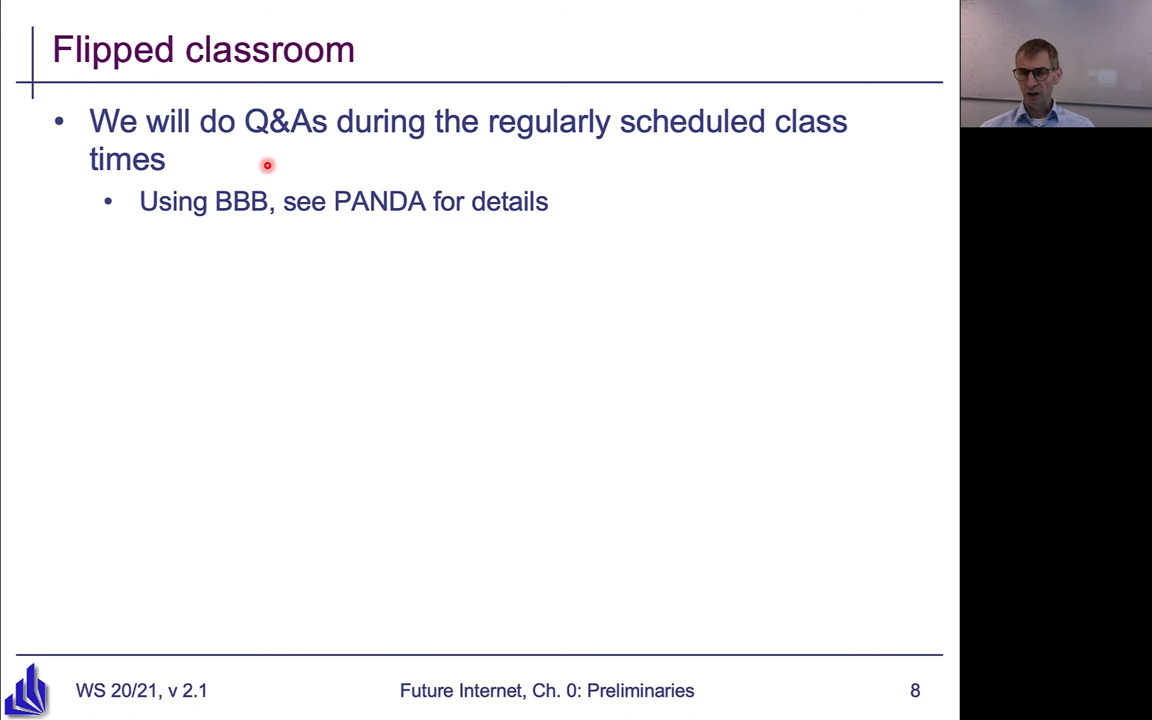 Flipped classroom
• We will do Q&As during the regularly scheduled class
times
• Using BBB, see PANDA for details
WS 20/21, v 2.1
Future Internet, Ch. 0: Preliminaries
8